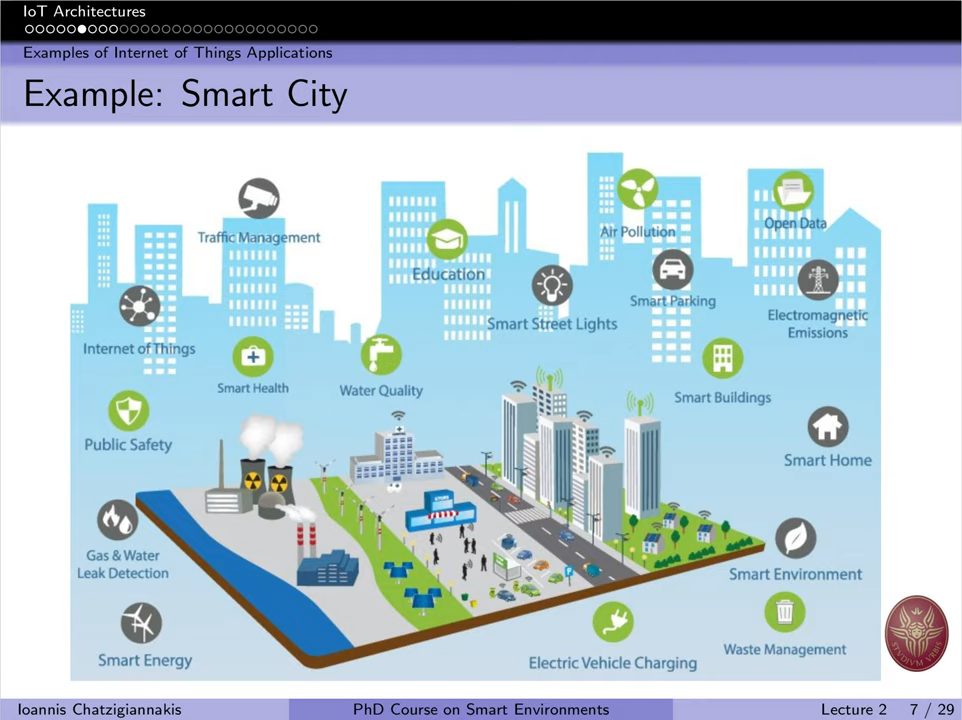 IoT Architectures
Examples of Internet of Things Applications
Example: Smart City
Traffic Management
Education
Air Pollution
Open Data
Smart Street Lights
Smart Parking
Electromagnetic
Emissions
Internet of Things
Smart Health
Water Quality
Smart Buildings
Public Safety
Smart Home
Gas & Water
Leak Detection
Smart Environment
Smart Energy
Electric Vehicle Charging
Waste Management
P
STVDIVM VRBIS
Ioannis Chatzigiannakis
PhD Course on Smart Environments
Lecture 2
7 / 29